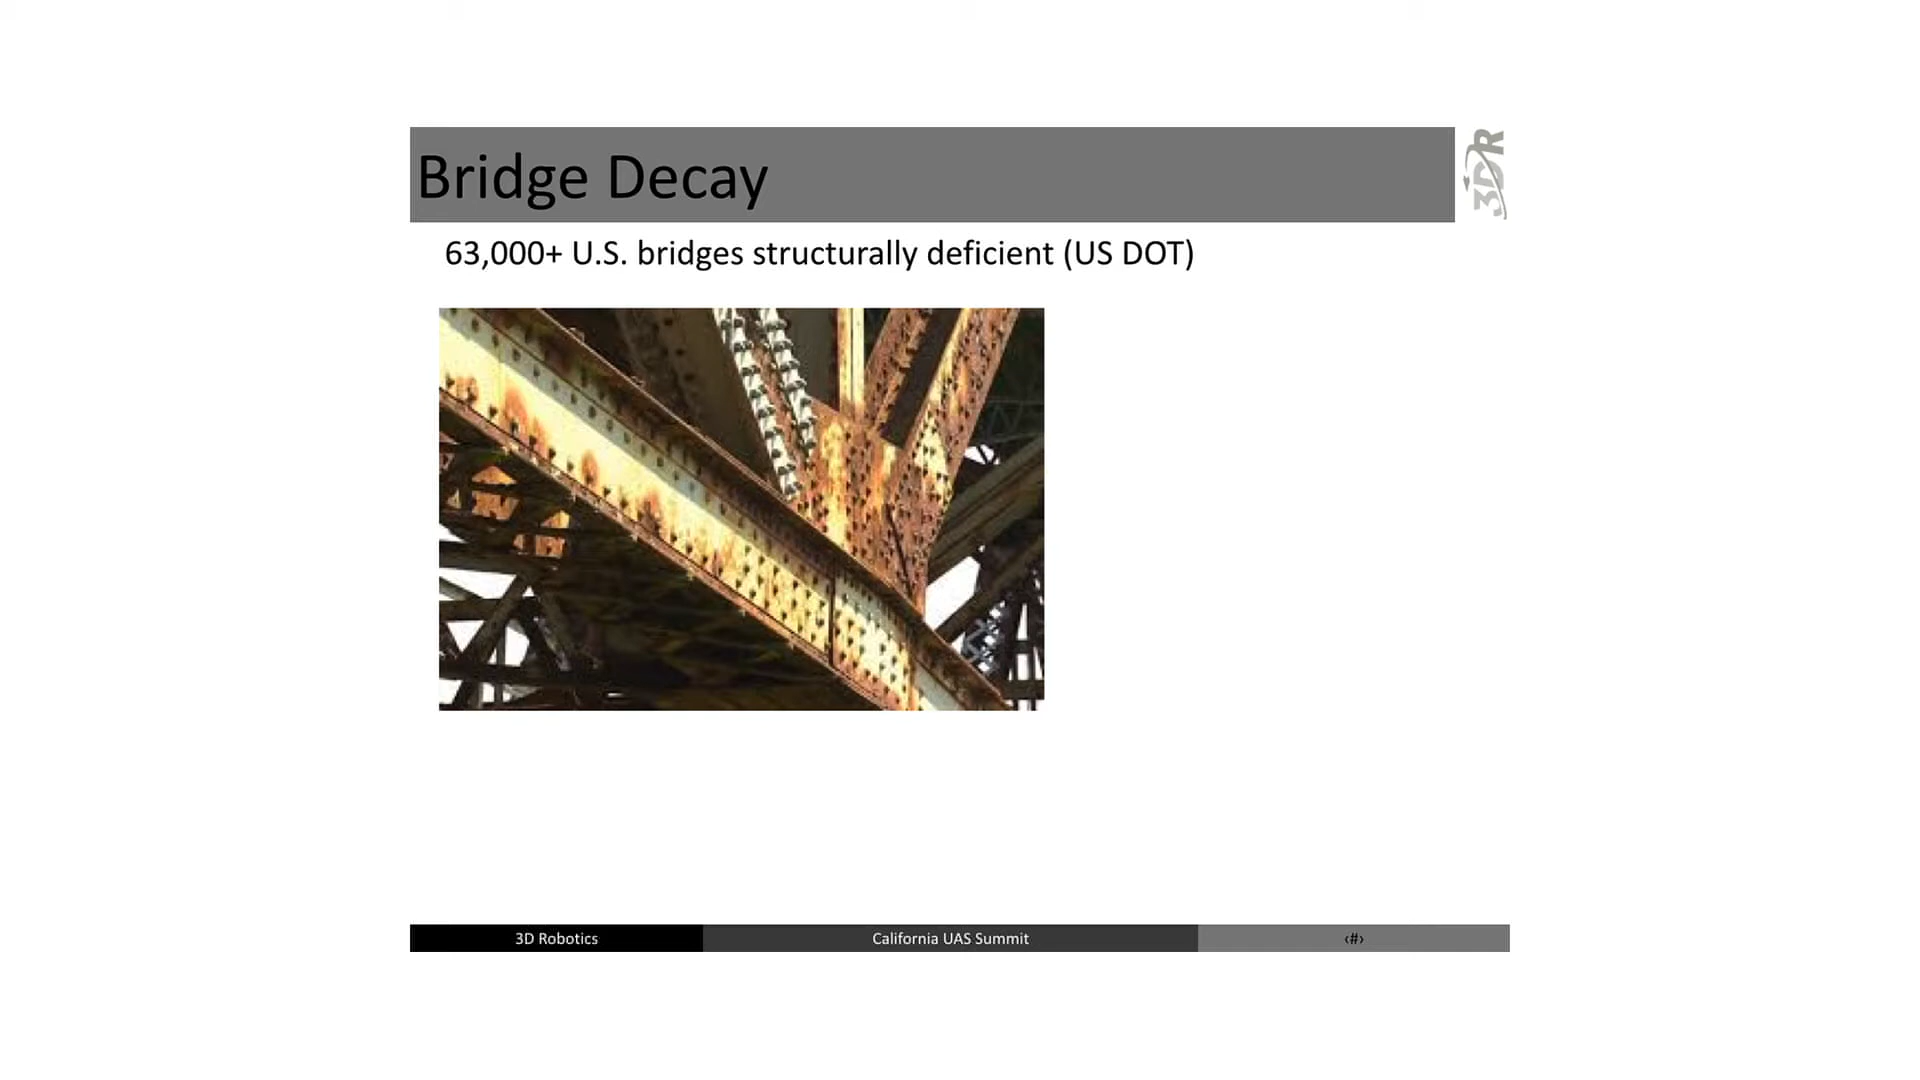 Bridge Decay
3DR
63,000+ U.S. bridges structurally deficient (US DOT)
3D Robotics
California UAS Summit
‹#›